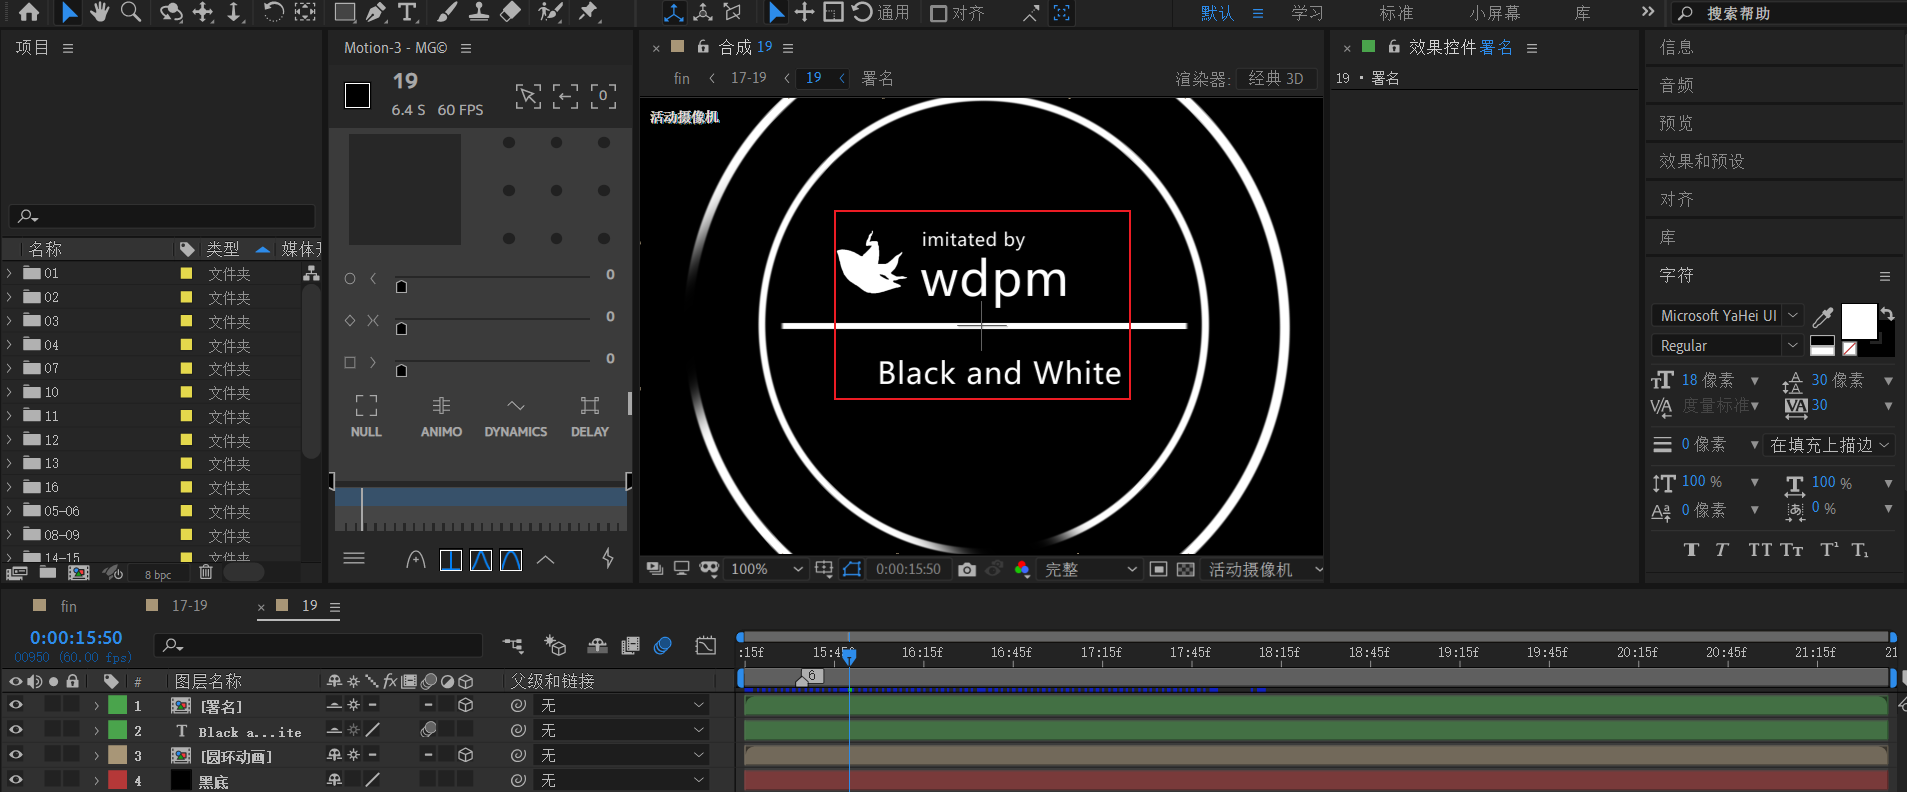 通用
对齐
默认
学习
标准
小屏幕
库
搜索帮助
项目
名称
类型
媒体开
01 文件夹
02 文件夹
03 文件夹
04 文件夹
07 文件夹
10 文件夹
11 文件夹
12 文件夹
13 文件夹
16 文件夹
05-06 文件夹
08-09 文件夹
14-15 文件夹
8 bpc
Motion-3 - MG©
19
6.4 S 60 FPS
0
0
0
0
NULL ANIMO DYNAMICS DELAY
合成 19
fin 17-19 19 署名
渲染器: 经典 3D
活动摄像机
imitated by
wdpm
Black and White
100% 0:00:15:50 完整 活动摄像机
效果控件 署名
19 • 署名
信息
音频
预览
效果和预设
对齐
库
字符
Microsoft YaHei UI
Regular
18 像素 30 像素
度量标准 30
0 像素 在填充上描边
100 % 100 %
0 像素 0 %
T T TT Tт T¹ T₁
fin 17-19 19
0:00:15:50
00950 (60.00 fps)
:15f 15:45f 16:15f 16:45f 17:15f 17:45f 18:15f 18:45f 19:15f 19:45f 20:15f 20:45f 21:15f 21
6
# 图层名称 fx 父级和链接
1 [署名] 无
2 T Black a...ite 无
3 [圆环动画] 无
4 黑底 无